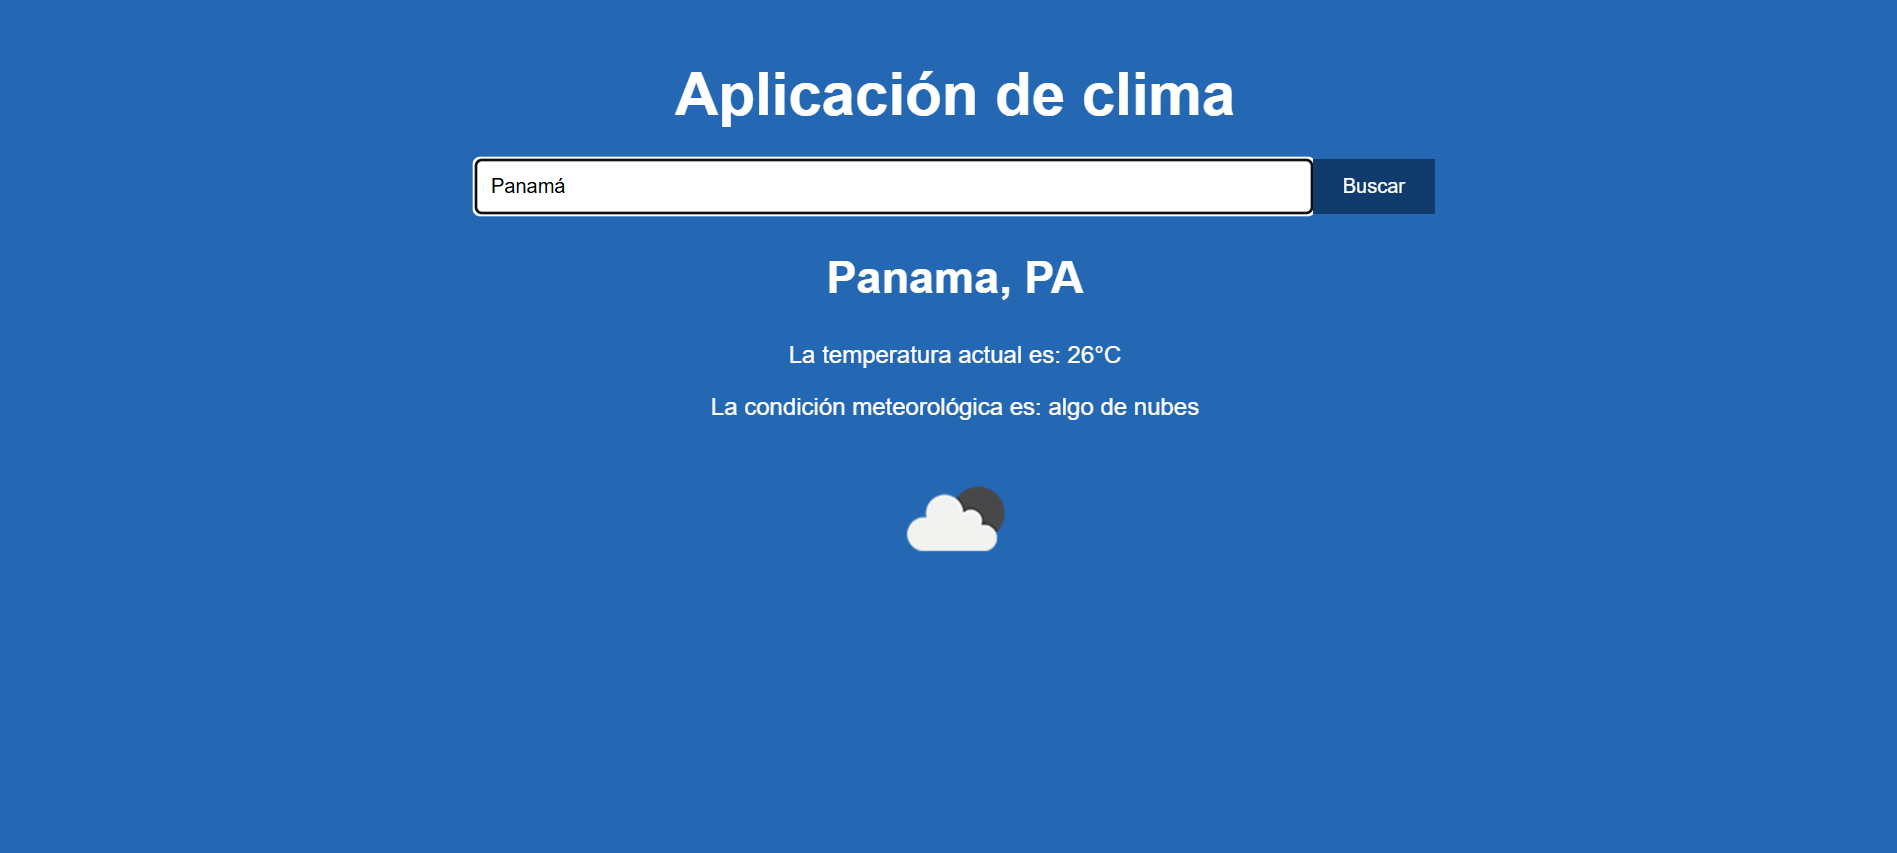 Aplicación de clima
Panamá
Buscar
Panama, PA
La temperatura actual es: 26°C
La condición meteorológica es: algo de nubes